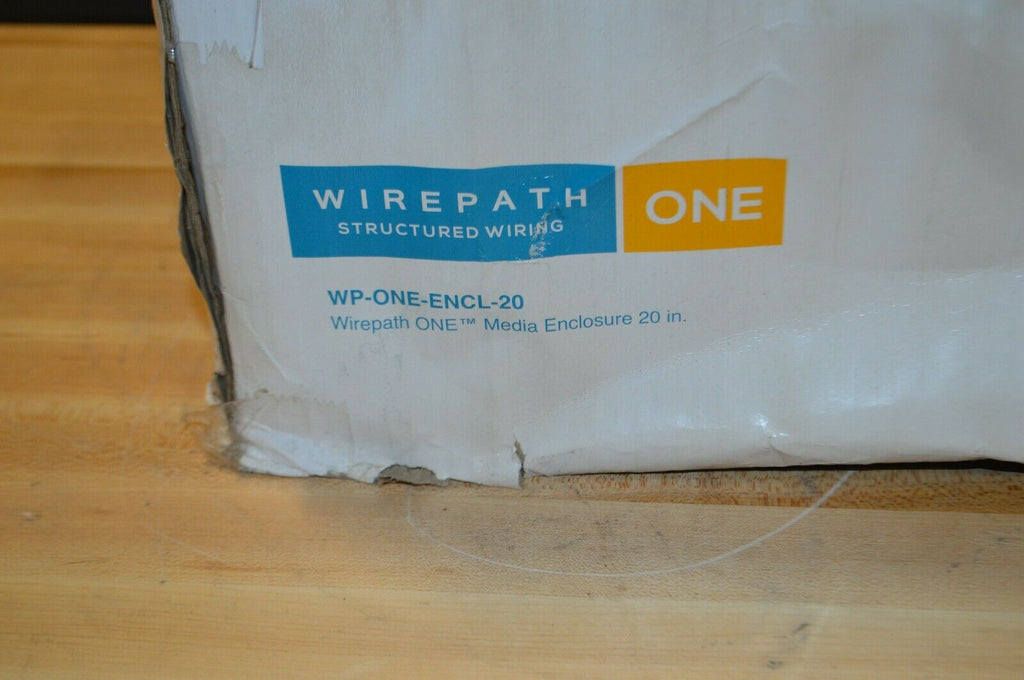 WIREPATH ONE
STRUCTURED WIRING
WP-ONE-ENCL-20
Wirepath ONE™ Media Enclosure 20 in.